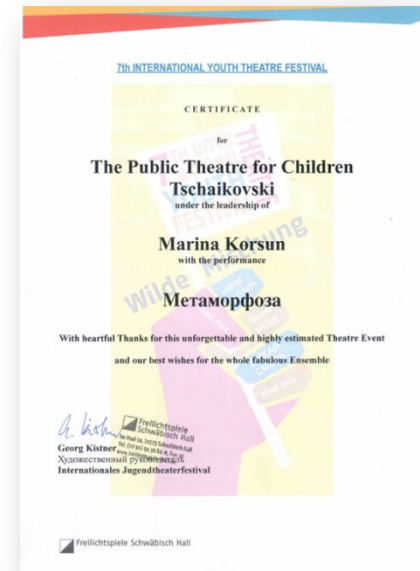 7th INTERNATIONAL YOUTH THEATRE FESTIVAL
CERTIFICATE
for
The Public Theatre for Children
Tschaikovski
under the leadership of
Marina Korsun
with the performance
Wilde Mischung
Метаморфоза
With heartful Thanks for this unforgettable and highly estimated Theatre Event
and our best wishes for the whole fabulous Ensemble
Freilichtspiele
Schwäbisch Hall
Georg Kistner
Художественный руководитель
Internationales Jugendtheaterfestival
Freilichtspiele Schwäbisch Hall